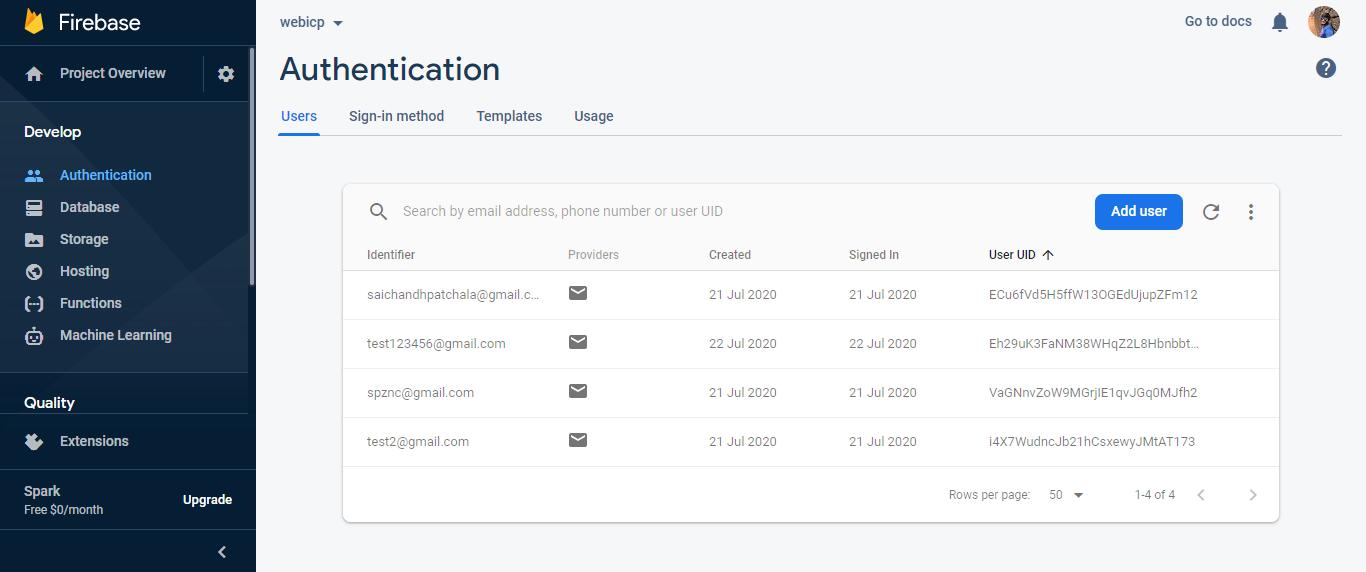 Firebase
Project Overview
Develop
Authentication
Database
Storage
Hosting
Functions
Machine Learning
Quality
Extensions
Spark
Free $0/month
Upgrade
webicp
Go to docs
Authentication
Users Sign-in method Templates Usage
Search by email address, phone number or user UID
Add user
Identifier Providers Created Signed In User UID
saichandhpatchala@gmail.c... 21 Jul 2020 21 Jul 2020 ECu6fVd5H5ffW13OGEdUjupZFm12
test123456@gmail.com 22 Jul 2020 22 Jul 2020 Eh29uK3FaNM38WHqZ2L8Hbnbbt...
spznc@gmail.com 21 Jul 2020 21 Jul 2020 VaGNnvZoW9MGrjIE1qvJGq0MJfh2
test2@gmail.com 21 Jul 2020 21 Jul 2020 i4X7WudncJb21hCsxewyJMtAT173
Rows per page: 50 1-4 of 4